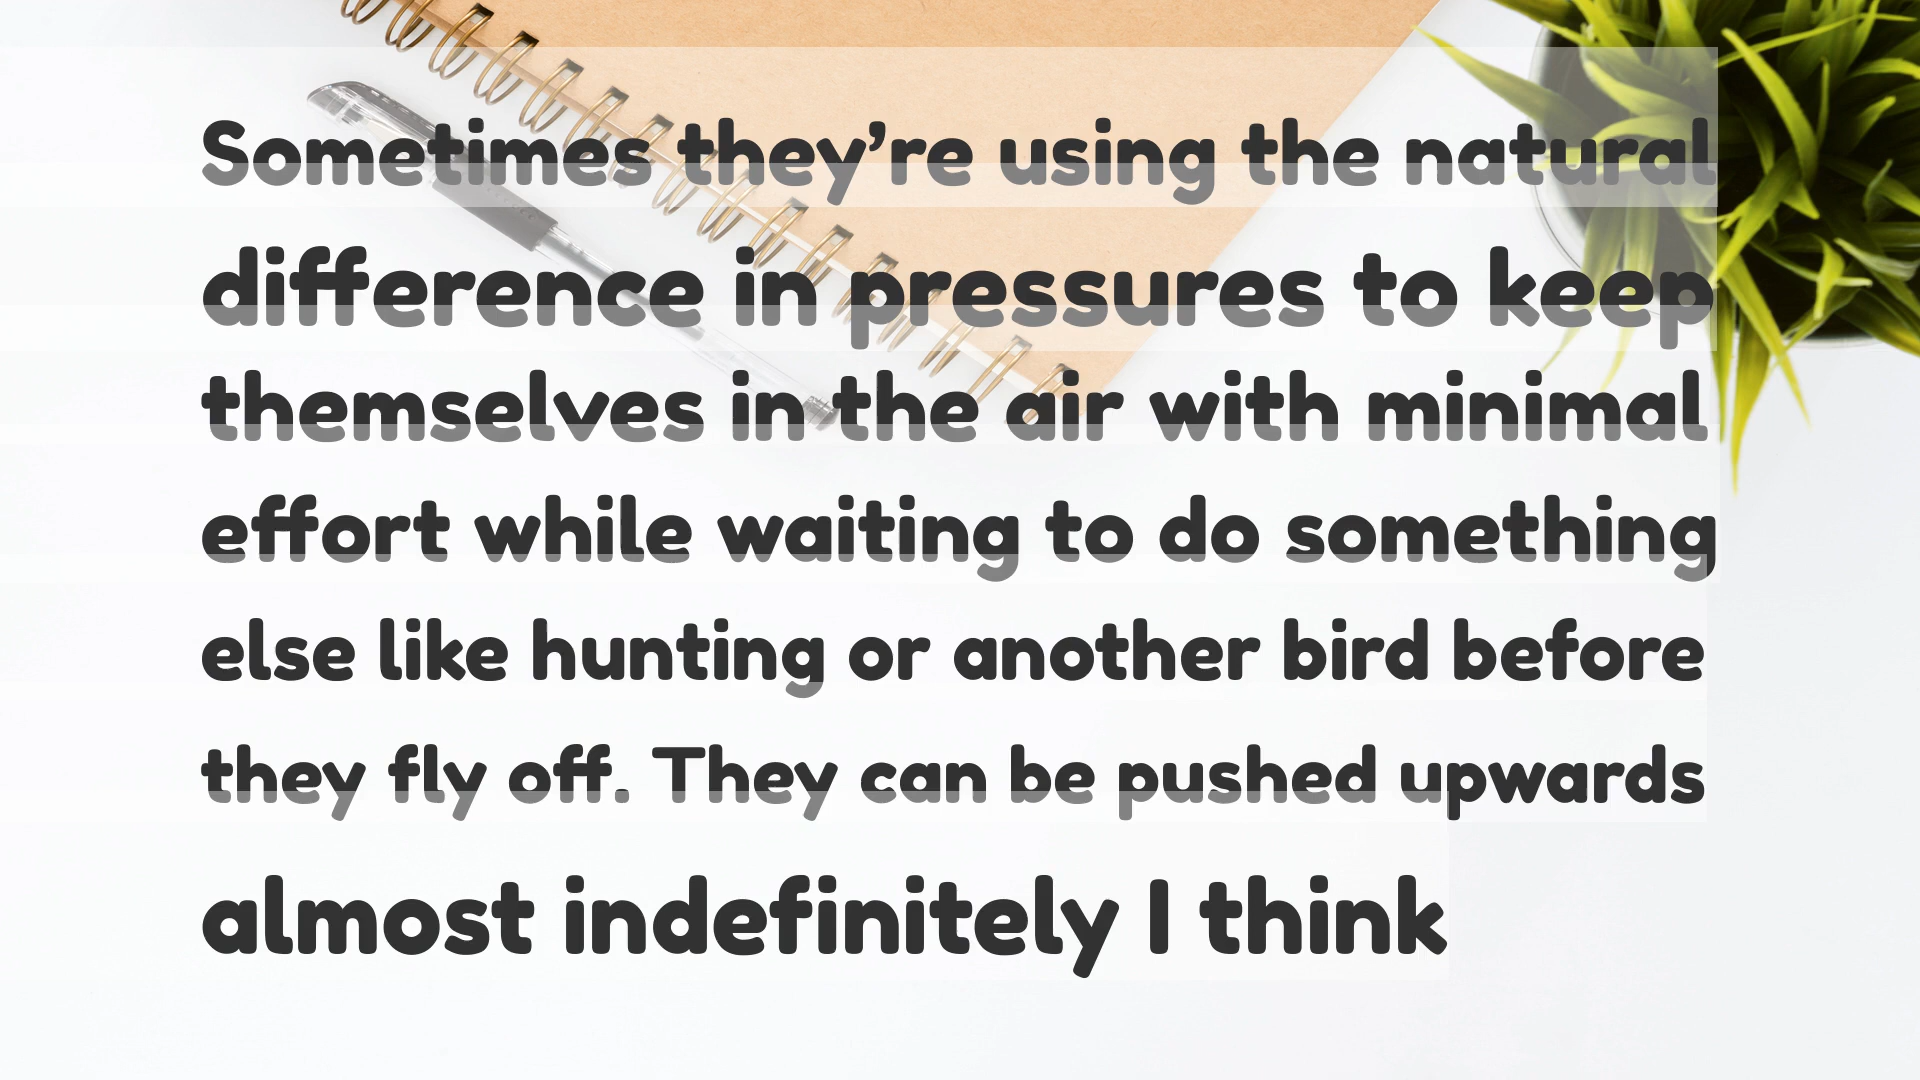 Sometimes they’re using the natural
difference in pressures to keep
themselves in the air with minimal
effort while waiting to do something
else like hunting or another bird before
they fly off. They can be pushed upwards
almost indefinitely I think